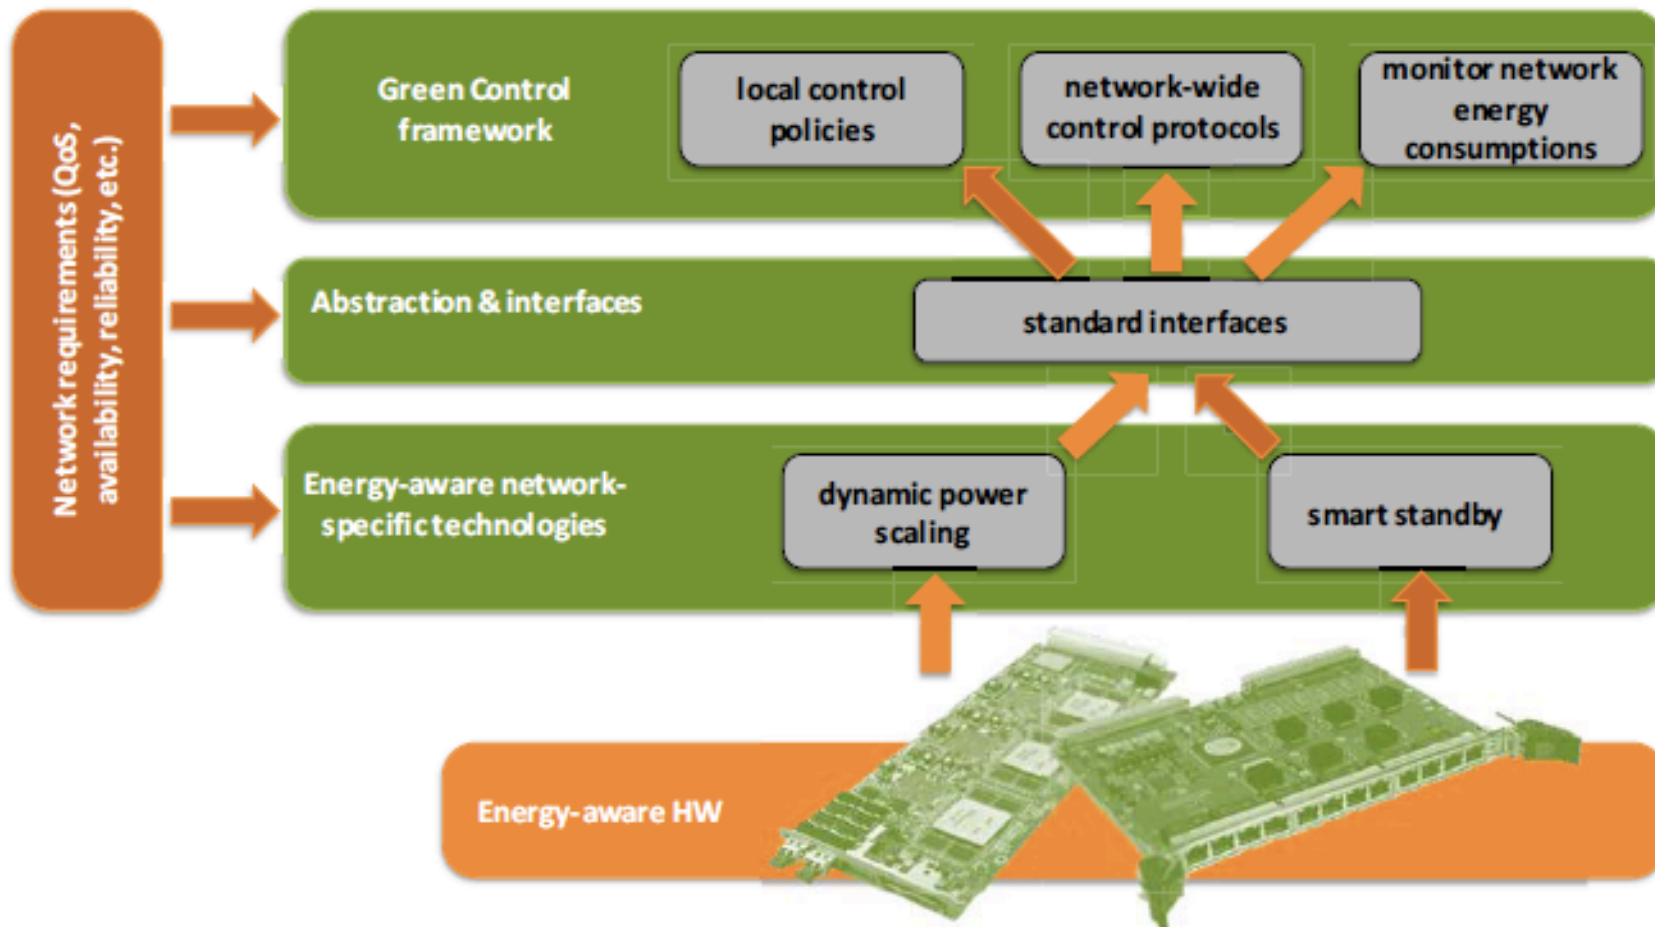 Network requirements (QoS,
availability, reliability, etc.)
Green Control
framework
local control
policies
network-wide
control protocols
monitor network
energy
consumptions
Abstraction & interfaces
standard interfaces
Energy-aware network-
specific technologies
dynamic power
scaling
smart standby
Energy-aware HW